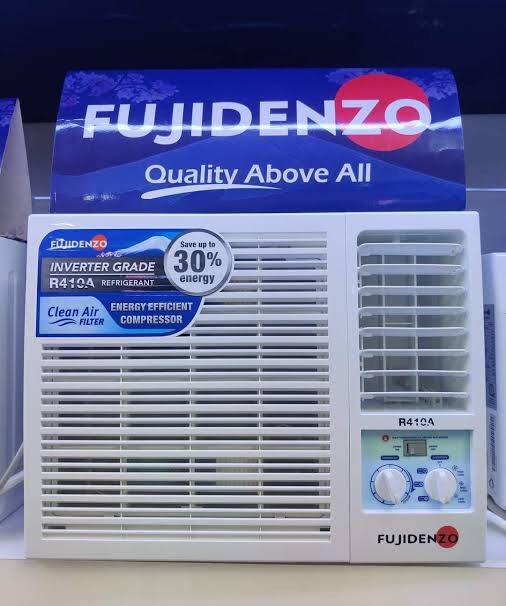 FUJIDENZO
Quality Above All
FUJIDENZO
INVERTER GRADE
R410A REFRIGERANT
Save up to
30%
energy
Clean Air
FILTER
ENERGY EFFICIENT
COMPRESSOR
R410A
FUJIDENZO